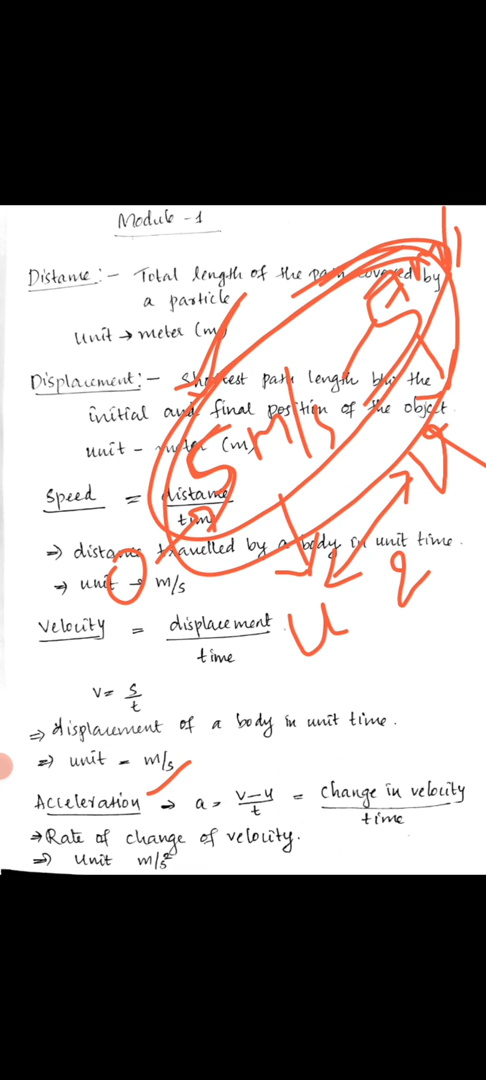 Module - 1
Distance :- Total length of the path covered by
a particle
unit → meter (m)
Displacement :- Shortest path length btw the
initial and final position of the object.
unit - meter (m)
Speed = distance
time
⇒ distance travelled by a body in unit time.
⇒ unit → m/s
5 m/s
u
Velocity = displacement
time
v = s
t
⇒ displacement of a body in unit time.
⇒ unit = m/s
Acceleration → a = v-u = change in velocity
t time
→ Rate of change of velocity.
⇒ Unit m/s²